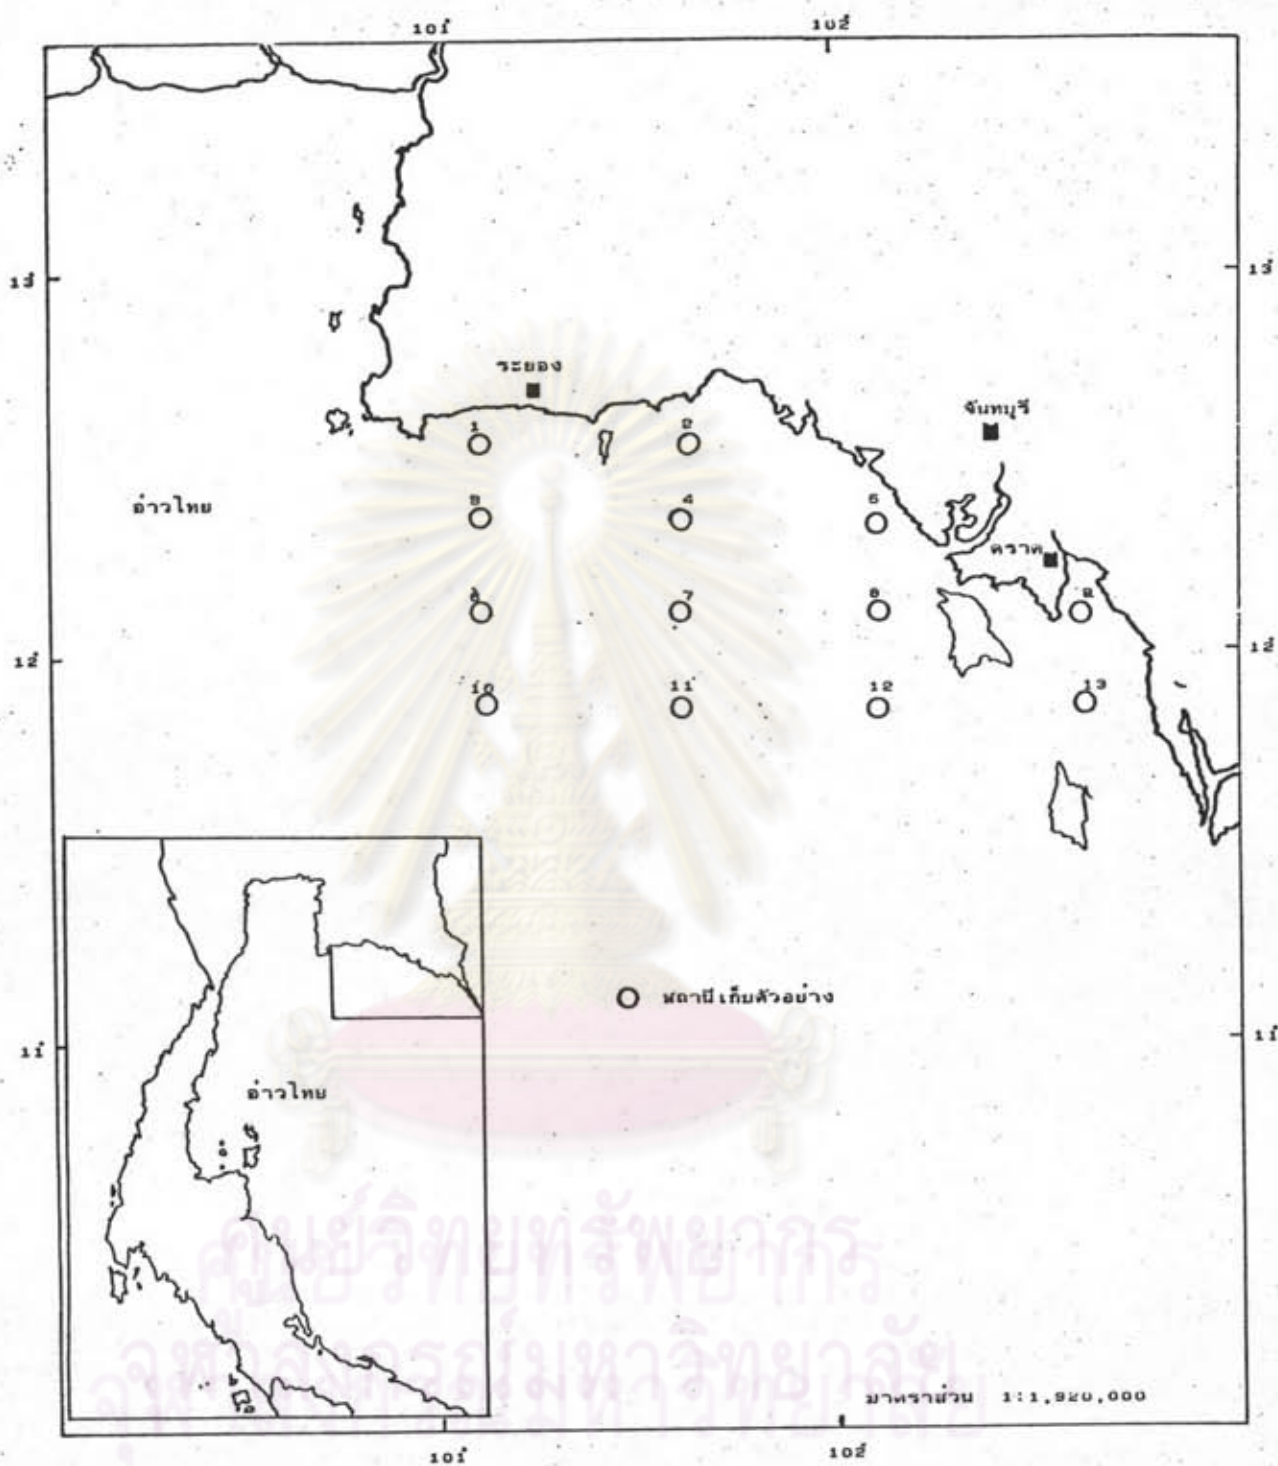 101° 102°
13° 13°
ระยอง
จันทบุรี
1 2
อ่าวไทย
3 4 5
ตราด
6 7 8 9
12° 12°
10 11 12 13
สถานีเก็บตัวอย่าง
11° 11°
อ่าวไทย
ศูนย์วิทยทรัพยากร
จุฬาลงกรณ์มหาวิทยาลัย
มาตราส่วน 1:1,920,000
101° 102°